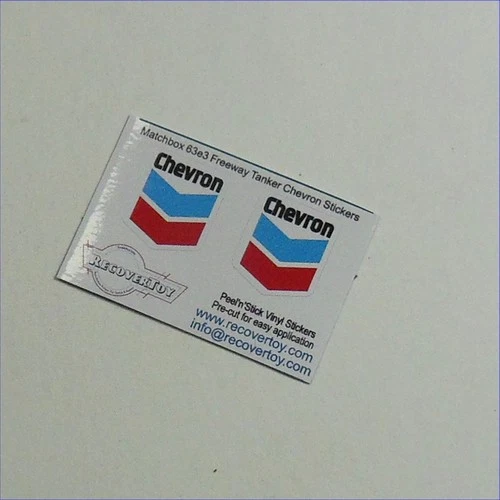 Matchbox 63e3 Freeway Tanker Chevron Stickers
Chevron
Chevron
RECOVERTOY
Peel'n'Stick Vinyl Stickers
Pre-cut for easy application
www.recovertoy.com
info@recovertoy.com